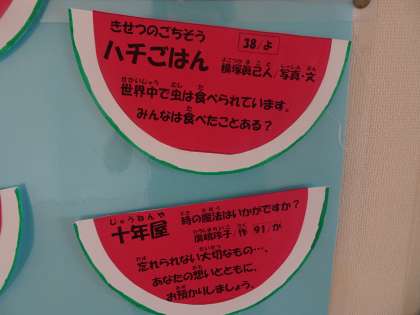 きせつのごちそう 38/よ
ハチごはん 横塚眞己人/写真・文
世界中で虫は食べられています。
みんなは食べたことある?
十年屋 時の魔法はいかがですか?
廣嶋玲子/作 91/が
忘れられない大切なもの…、
あなたの想いとともに、
お預かりしましょう。